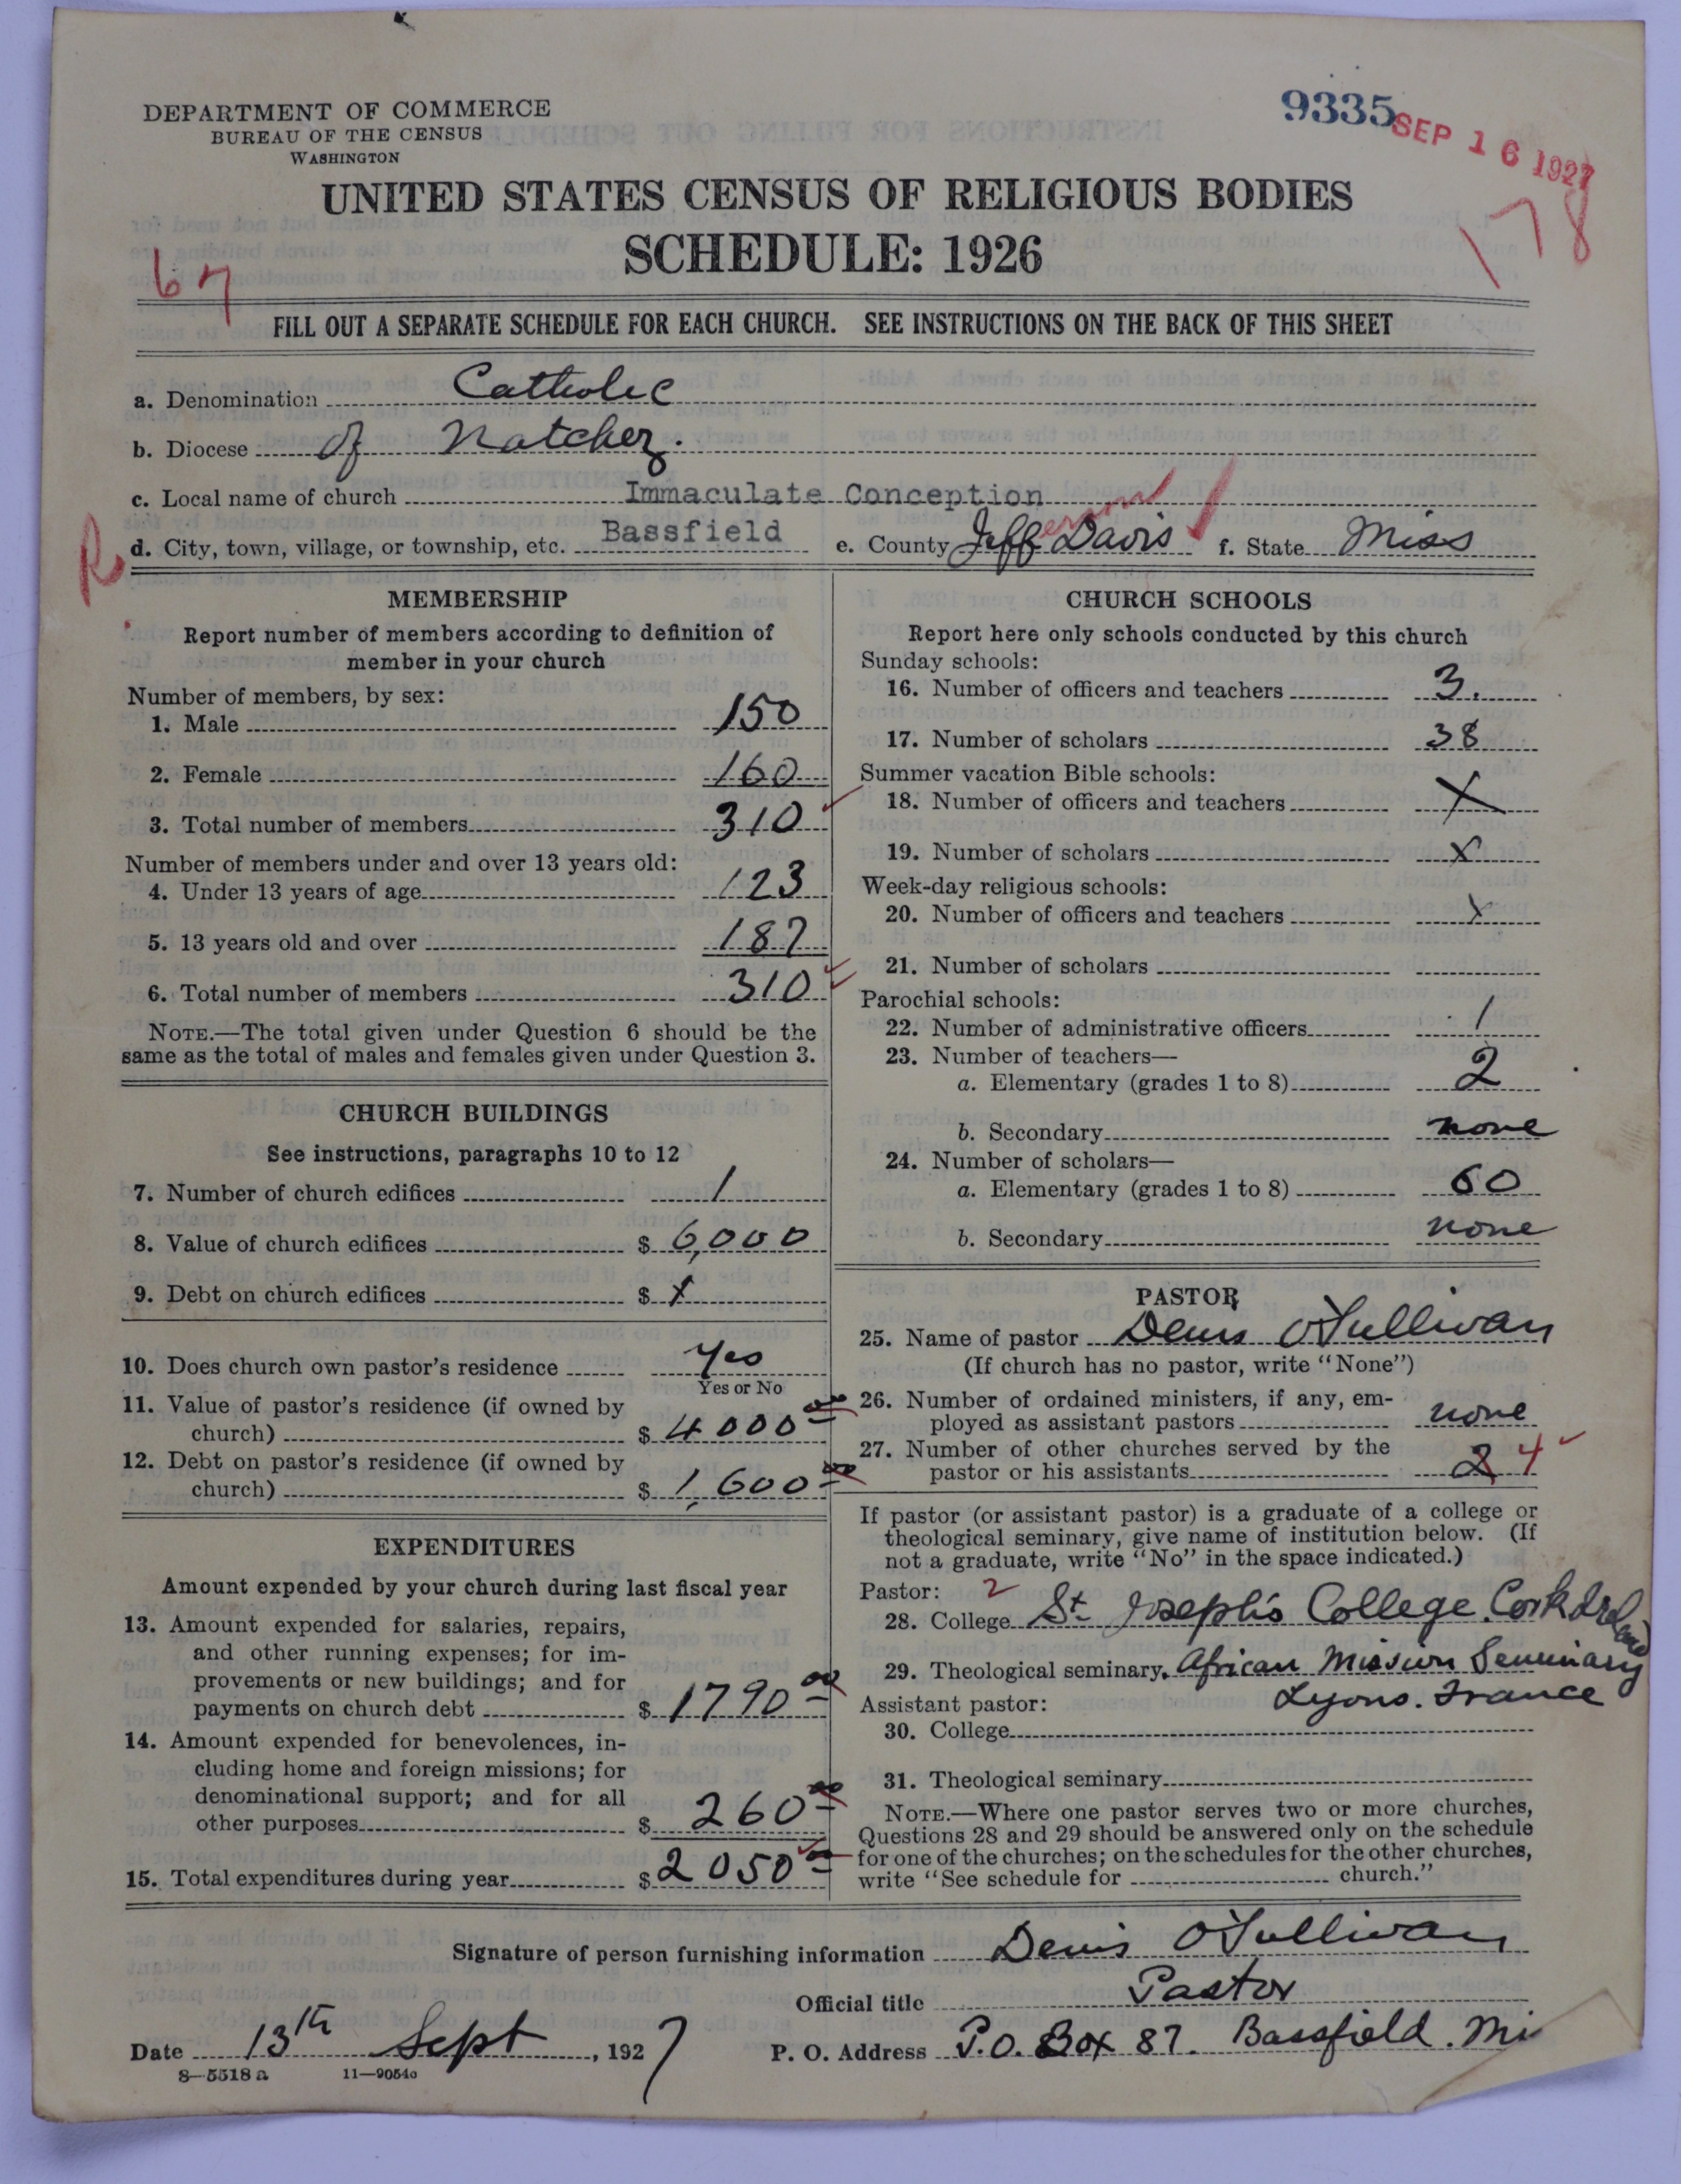 DEPARTMENT OF COMMERCE
BUREAU OF THE CENSUS
WASHINGTON
9335
SEP 16 1927
178
UNITED STATES CENSUS OF RELIGIOUS BODIES
SCHEDULE: 1926
67
FILL OUT A SEPARATE SCHEDULE FOR EACH CHURCH. SEE INSTRUCTIONS ON THE BACK OF THIS SHEET
a. Denomination Catholic
b. Diocese of Natchez.
c. Local name of church Immaculate Conception
R
d. City, town, village, or township, etc. Bassfield e. County Jefferson Davis f. State Miss
MEMBERSHIP
Report number of members according to definition of
member in your church
Number of members, by sex:
1. Male 150
2. Female 160
3. Total number of members 310
Number of members under and over 13 years old:
4. Under 13 years of age 123
5. 13 years old and over 187
6. Total number of members 310
NOTE.—The total given under Question 6 should be the
same as the total of males and females given under Question 3.
CHURCH BUILDINGS
See instructions, paragraphs 10 to 12
7. Number of church edifices 1
8. Value of church edifices $ 6,000
9. Debt on church edifices $ x
10. Does church own pastor's residence Yes
Yes or No
11. Value of pastor's residence (if owned by
church) $ 4000 00
12. Debt on pastor's residence (if owned by
church) $ 1,600 00
EXPENDITURES
Amount expended by your church during last fiscal year
13. Amount expended for salaries, repairs,
and other running expenses; for im-
provements or new buildings; and for
payments on church debt $ 1790 00
14. Amount expended for benevolences, in-
cluding home and foreign missions; for
denominational support; and for all
other purposes $ 260 00
15. Total expenditures during year $ 2050 00
CHURCH SCHOOLS
Report here only schools conducted by this church
Sunday schools:
16. Number of officers and teachers 3.
17. Number of scholars 38
Summer vacation Bible schools:
18. Number of officers and teachers x
19. Number of scholars x
Week-day religious schools:
20. Number of officers and teachers x
21. Number of scholars
Parochial schools:
22. Number of administrative officers 1
23. Number of teachers—
a. Elementary (grades 1 to 8) 2
b. Secondary none
24. Number of scholars—
a. Elementary (grades 1 to 8) 60
b. Secondary none
PASTOR
25. Name of pastor Denis O'Sullivan
(If church has no pastor, write "None")
26. Number of ordained ministers, if any, em-
ployed as assistant pastors none
27. Number of other churches served by the
pastor or his assistants 2 4
If pastor (or assistant pastor) is a graduate of a college or
theological seminary, give name of institution below. (If
not a graduate, write "No" in the space indicated.)
Pastor: 2
28. College St. Joseph's College. Cork Ireland
29. Theological seminary. African Mission Seminary
Assistant pastor: Lyons. France
30. College
31. Theological seminary
NOTE.—Where one pastor serves two or more churches,
Questions 28 and 29 should be answered only on the schedule
for one of the churches; on the schedules for the other churches,
write "See schedule for church."
Signature of person furnishing information Denis O'Sullivan
Official title Pastor
Date 13th Sept, 1927 P. O. Address P.O. Box 87. Bassfield. Mi
8—5518 a 11—9054a